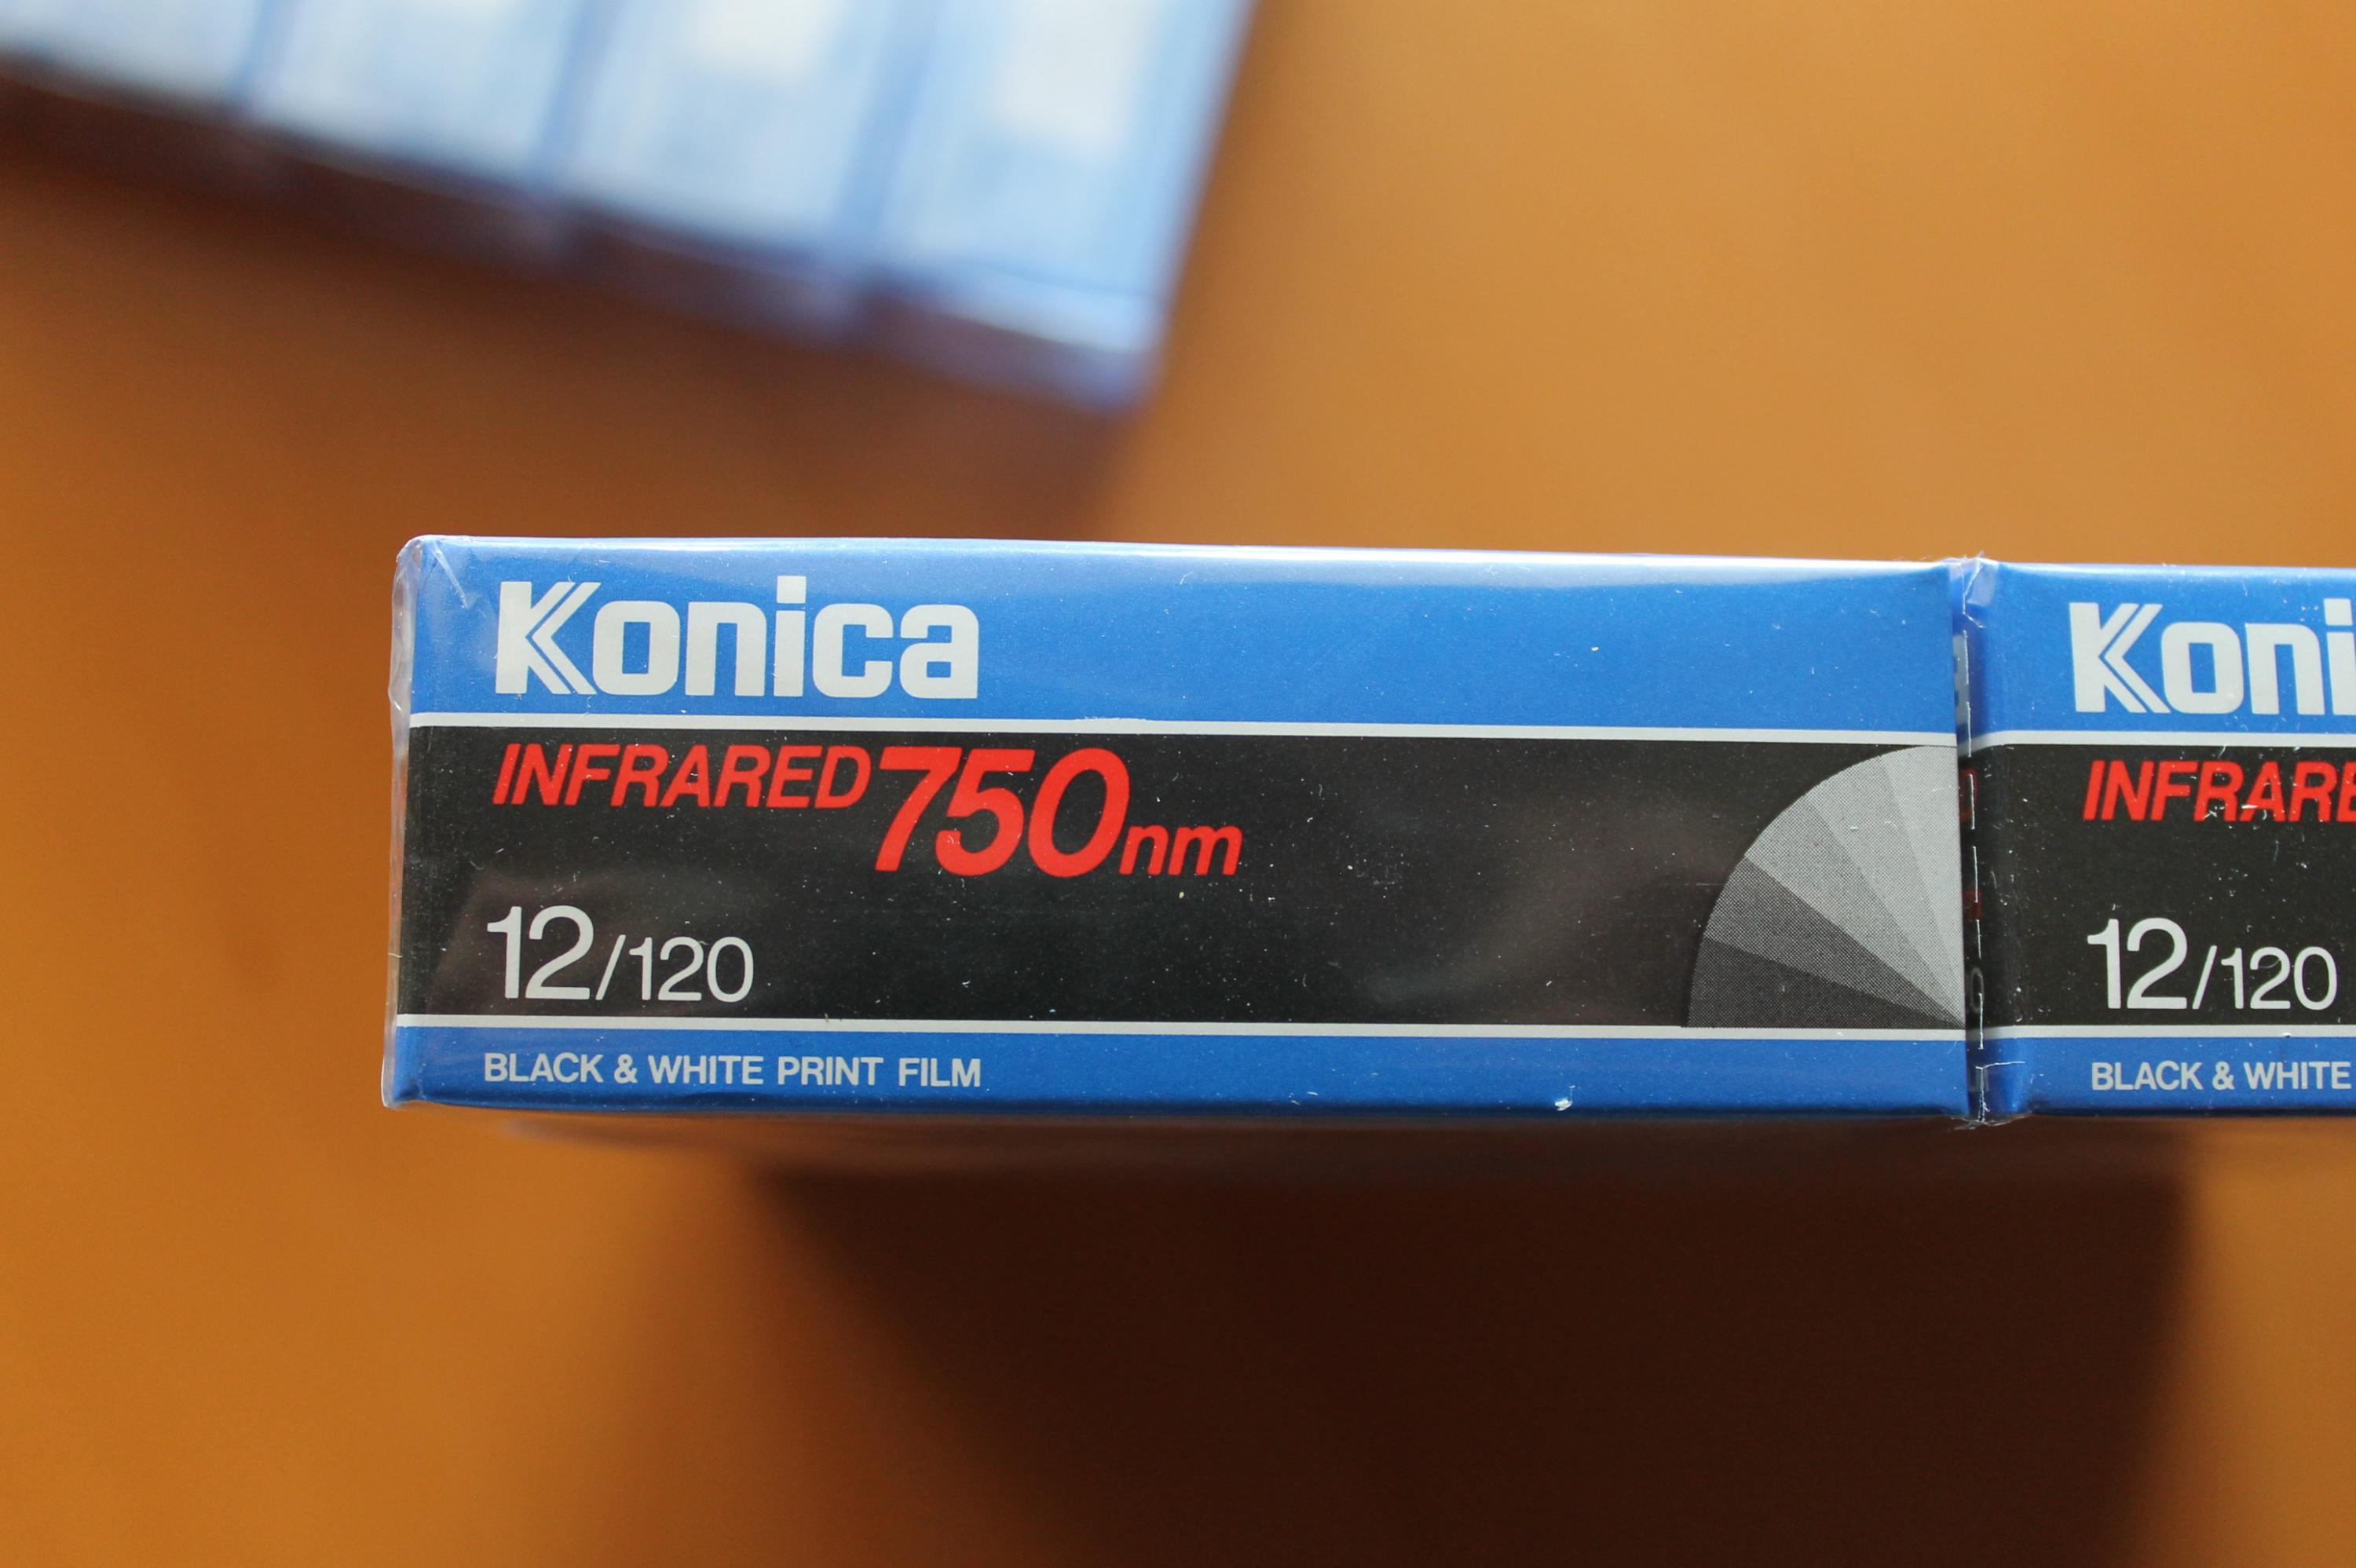 Konica
INFRARED 750nm
12/120
BLACK & WHITE PRINT FILM
Koni
INFRARE
12/120
BLACK & WHITE